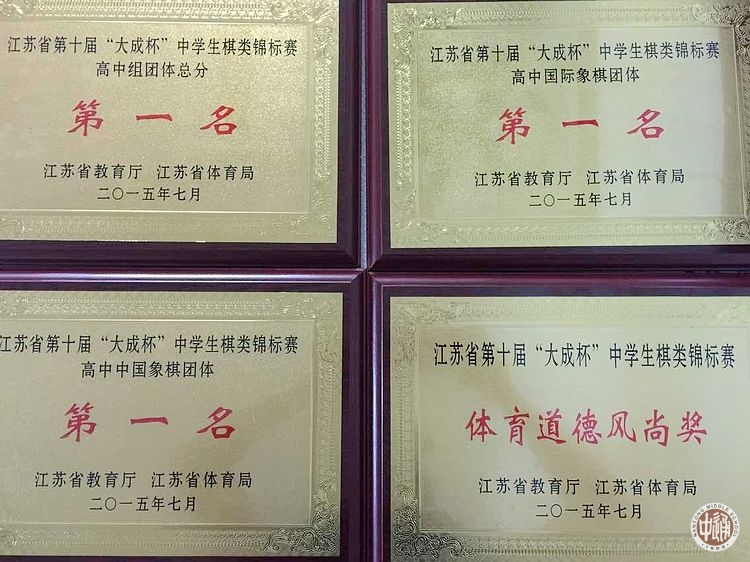 江苏省第十届“大成杯”中学生棋类锦标赛
高中组团体总分
第一名
江苏省教育厅 江苏省体育局
二〇一五年七月
江苏省第十届“大成杯”中学生棋类锦标赛
高中国际象棋团体
第一名
江苏省教育厅 江苏省体育局
二〇一五年七月
江苏省第十届“大成杯”中学生棋类锦标赛
高中中国象棋团体
第一名
江苏省教育厅 江苏省体育局
二〇一五年七月
江苏省第十届“大成杯”中学生棋类锦标赛
体育道德风尚奖
江苏省教育厅 江苏省体育局
二〇一五年七月